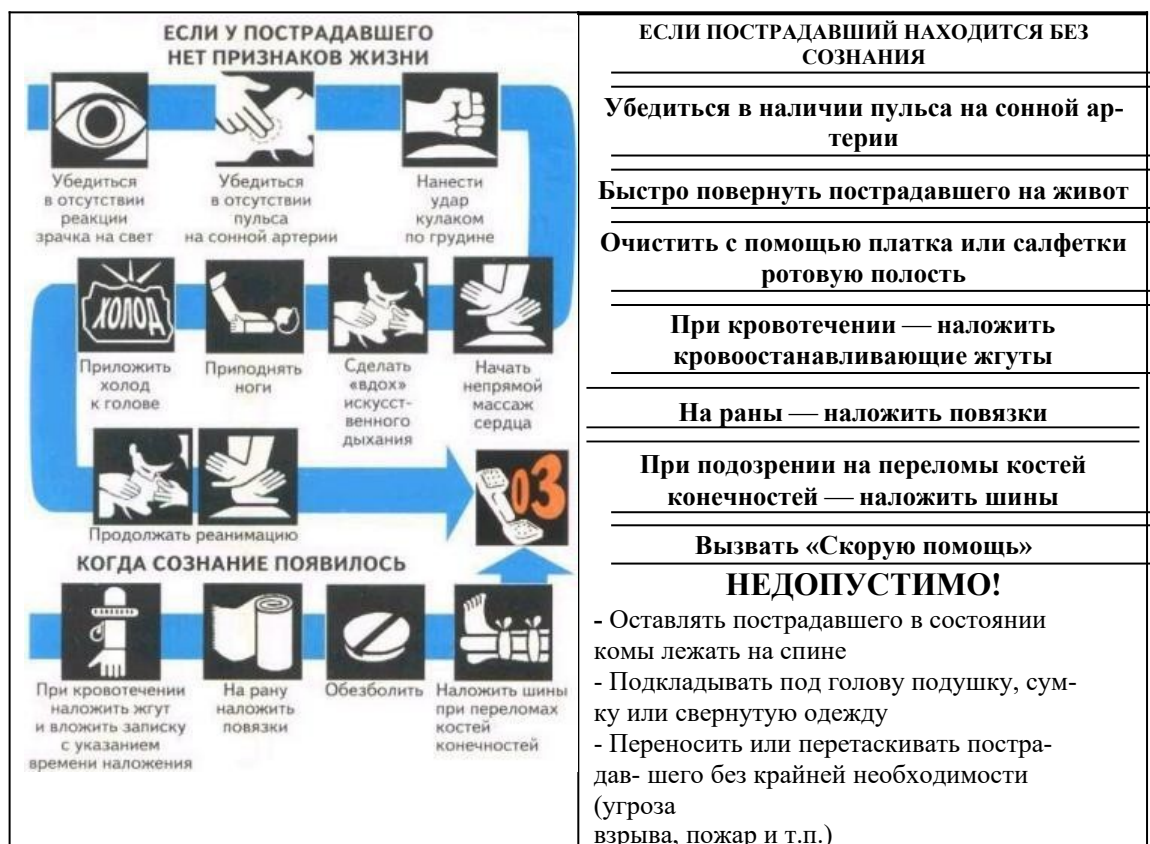 ЕСЛИ У ПОСТРАДАВШЕГО
НЕТ ПРИЗНАКОВ ЖИЗНИ
Убедиться
в отсутствии
реакции
зрачка на свет
Убедиться
в отсутствии
пульса
на сонной артерии
Нанести
удар
кулаком
по грудине
ХОЛОД
Приложить
холод
к голове
Приподнять
ноги
Сделать
«вдох»
искусст-
венного
дыхания
Начать
непрямой
массаж
сердца
Продолжать реанимацию
03
КОГДА СОЗНАНИЕ ПОЯВИЛОСЬ
При кровотечении
наложить жгут
и вложить записку
с указанием
времени наложения
На рану
наложить
повязки
Обезболить
Наложить шины
при переломах
костей
конечностей
ЕСЛИ ПОСТРАДАВШИЙ НАХОДИТСЯ БЕЗ
СОЗНАНИЯ
Убедиться в наличии пульса на сонной ар-
терии
Быстро повернуть пострадавшего на живот
Очистить с помощью платка или салфетки
ротовую полость
При кровотечении — наложить
кровоостанавливающие жгуты
На раны — наложить повязки
При подозрении на переломы костей
конечностей — наложить шины
Вызвать «Скорую помощь»
НЕДОПУСТИМО!
- Оставлять пострадавшего в состоянии
комы лежать на спине
- Подкладывать под голову подушку, сум-
ку или свернутую одежду
- Переносить или перетаскивать постра-
дав- шего без крайней необходимости
(угроза
взрыва, пожар и т.п.)